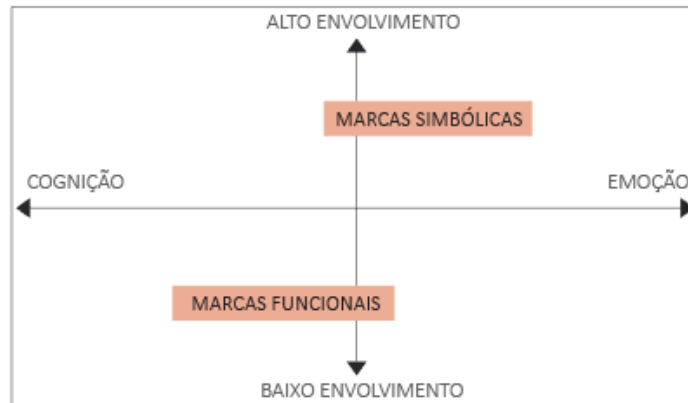 ALTO ENVOLVIMENTO
MARCAS SIMBÓLICAS
COGNIÇÃO
EMOÇÃO
MARCAS FUNCIONAIS
BAIXO ENVOLVIMENTO